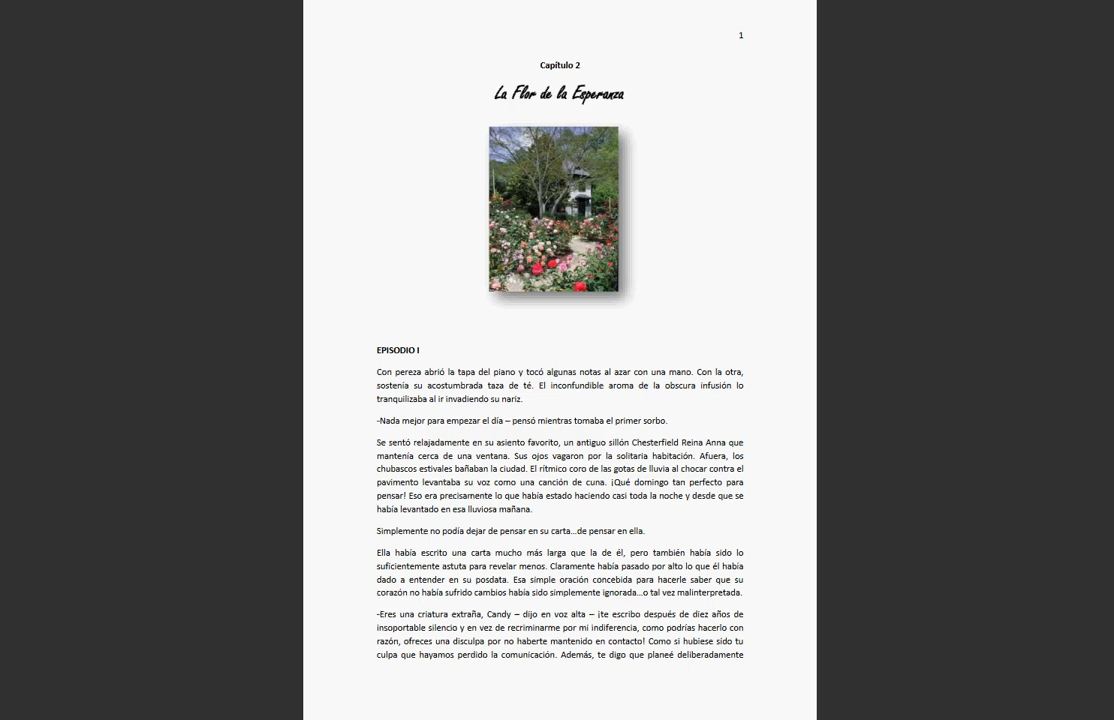 1
Capítulo 2
La Flor de la Esperanza
EPISODIO I
Con pereza abrió la tapa del piano y tocó algunas notas al azar con una mano. Con la otra,
sostenía su acostumbrada taza de té. El inconfundible aroma de la obscura infusión lo
tranquilizaba al ir invadiendo su nariz.
-Nada mejor para empezar el día – pensó mientras tomaba el primer sorbo.
Se sentó relajadamente en su asiento favorito, un antiguo sillón Chesterfield Reina Anna que
mantenía cerca de una ventana. Sus ojos vagaron por la solitaria habitación. Afuera, los
chubascos estivales bañaban la ciudad. El rítmico coro de las gotas de lluvia al chocar contra el
pavimento levantaba su voz como una canción de cuna. ¡Qué domingo tan perfecto para
pensar! Eso era precisamente lo que había estado haciendo casi toda la noche y desde que se
había levantado en esa lluviosa mañana.
Simplemente no podía dejar de pensar en su carta...de pensar en ella.
Ella había escrito una carta mucho más larga que la de él, pero también había sido lo
suficientemente astuta para revelar menos. Claramente había pasado por alto lo que él había
dado a entender en su posdata. Esa simple oración concebida para hacerle saber que su
corazón no había sufrido cambios había sido simplemente ignorada...o tal vez malinterpretada.
-Eres una criatura extraña, Candy – dijo en voz alta – ¡te escribo después de diez años de
insoportable silencio y en vez de recriminarme por mi indiferencia, como podrías hacerlo con
razón, ofreces una disculpa por no haberte mantenido en contacto! Como si hubiese sido tu
culpa que hayamos perdido la comunicación. Además, te digo que planeé deliberadamente